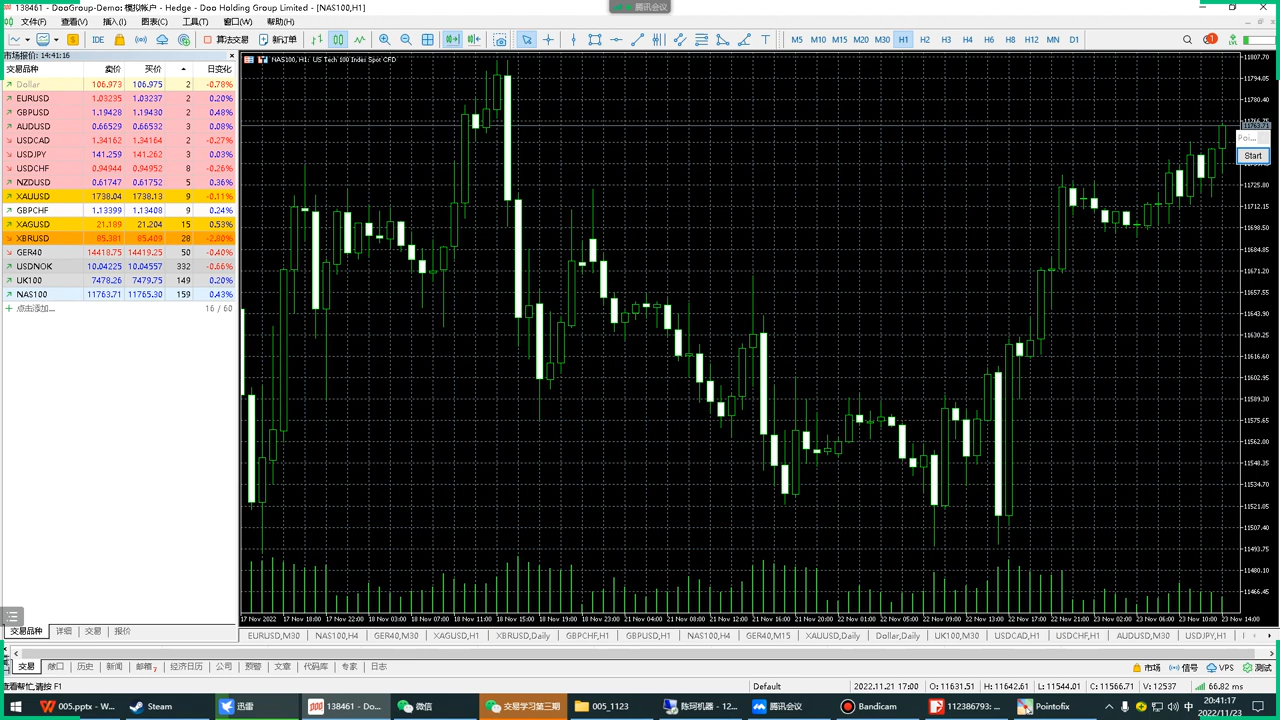 腾讯会议
138461 - DooGroup-Demo: 模拟帐户 - Hedge - Doo Holding Group Limited - [NAS100,H1]
文件(F) 查看(V) 插入(I) 图表(C) 工具(T) 窗口(W) 帮助(H)
IDE 算法交易 新订单 M5 M10 M15 M20 M30 H1 H2 H3 H4 H6 H8 H12 MN D1 1
市场报价: 14:41:16
交易品种 卖价 买价 日变化
Dollar 106.973 106.975 2 -0.78%
EURUSD 1.03235 1.03237 2 0.20%
GBPUSD 1.19428 1.19430 2 0.48%
AUDUSD 0.66529 0.66532 3 0.08%
USDCAD 1.34162 1.34164 2 -0.27%
USDJPY 141.259 141.262 3 0.03%
USDCHF 0.94944 0.94952 8 -0.26%
NZDUSD 0.61747 0.61752 5 0.36%
XAUUSD 1738.04 1738.13 9 -0.11%
GBPCHF 1.13399 1.13408 9 0.24%
XAGUSD 21.189 21.204 15 0.53%
XBRUSD 85.381 85.409 28 -2.80%
GER40 14418.75 14419.25 50 -0.40%
USDNOK 10.04225 10.04557 332 -0.66%
UK100 7478.26 7479.75 149 0.20%
NAS100 11763.71 11765.30 159 0.43%
点击添加... 16 / 60
交易品种 详细 交易 报价
NAS100, H1: US Tech 100 Index Spot CFD
11807.70
11794.05
11780.40
11763.71
Poi...
Start
11725.80
11712.15
11698.50
11684.85
11671.20
11657.55
11643.90
11630.25
11616.60
11602.95
11589.30
11575.65
11562.00
11548.35
11534.70
11521.05
11507.40
11493.75
11480.10
11466.45
17 Nov 2022 17 Nov 18:00 17 Nov 22:00 18 Nov 03:00 18 Nov 07:00 18 Nov 11:00 18 Nov 15:00 18 Nov 19:00 18 Nov 23:00 21 Nov 04:00 21 Nov 08:00 21 Nov 12:00 21 Nov 16:00 21 Nov 20:00 22 Nov 01:00 22 Nov 05:00 22 Nov 09:00 22 Nov 13:00 22 Nov 17:00 22 Nov 21:00 23 Nov 02:00 23 Nov 06:00 23 Nov 10:00 23 Nov 14:00
EURUSD,M30 NAS100,H4 GER40,M30 XAGUSD,H1 XBRUSD,Daily GBPCHF,H1 GBPUSD,H1 NAS100,H4 GER40,M15 XAUUSD,Daily Dollar,Daily UK100,M30 USDCAD,H1 USDCHF,H1 AUDUSD,M30 USDJPY,H1
交易 敞口 历史 新闻 邮箱7 经济日历 公司 预警 文章 代码库 专家 日志 市场 信号 VPS 测试
查看帮忙,请按 F1 Default 2022.11.21 17:00 O: 11631.51 H: 11642.61 L: 11544.01 C: 11566.71 V: 12537 66.82 ms
005.pptx - W... Steam 迅雷 138461 - Do... 微信 交易学习第三期 005_1123 陈珂机器 - 12... 腾讯会议 Bandicam 112380793: ... Pointofix 中 20:41:17
2022/11/23